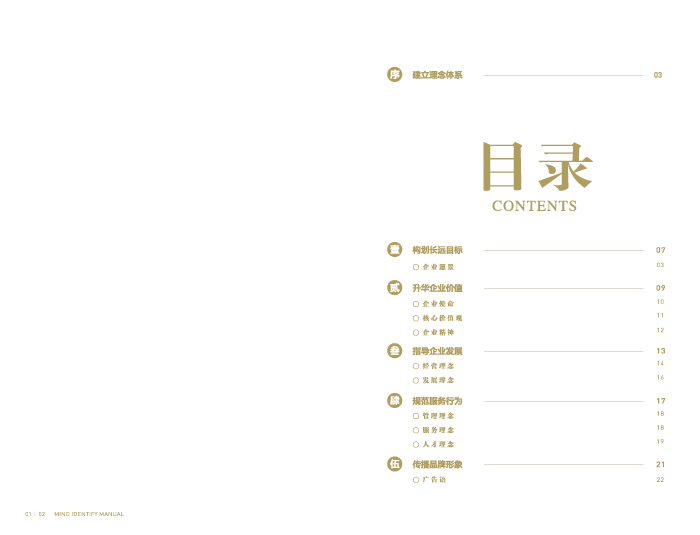 序 建立理念体系 03
目录
CONTENTS
壹 构划长远目标 07
企业愿景 03
贰 升华企业价值 09
企业使命 10
核心价值观 11
企业精神 12
叁 指导企业发展 13
经营理念 14
发展理念 16
肆 规范服务行为 17
管理理念 18
服务理念 18
人才理念 19
伍 传播品牌形象 21
广告语 22
01 | 02 MIND IDENTIFY MANUAL